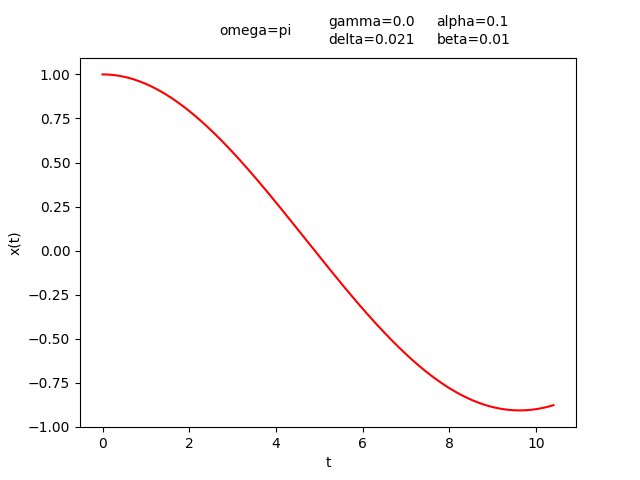 omega=pi
gamma=0.0
delta=0.021
alpha=0.1
beta=0.01
1.00
0.75
0.50
0.25
0.00
−0.25
−0.50
−0.75
−1.00
x(t)
0 2 4 6 8 10
t